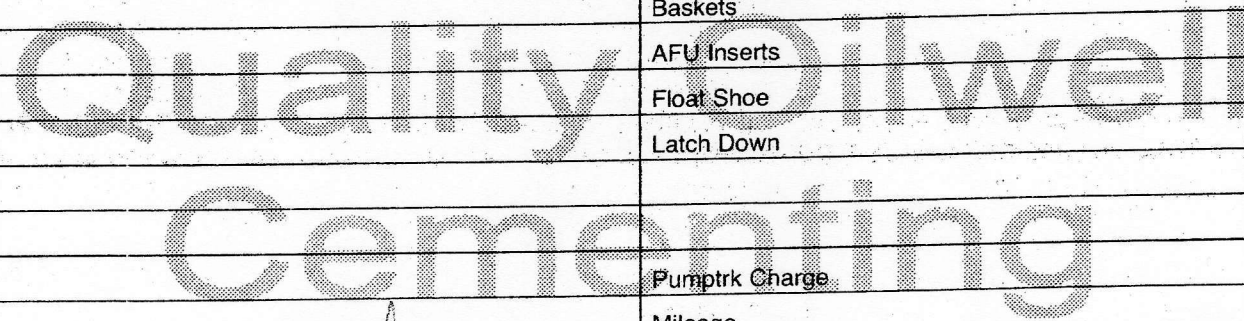 Baskets
AFU Inserts
Float Shoe
Latch Down
Pumptrk Charge
Mileage
Quality Oilwell
Cementing